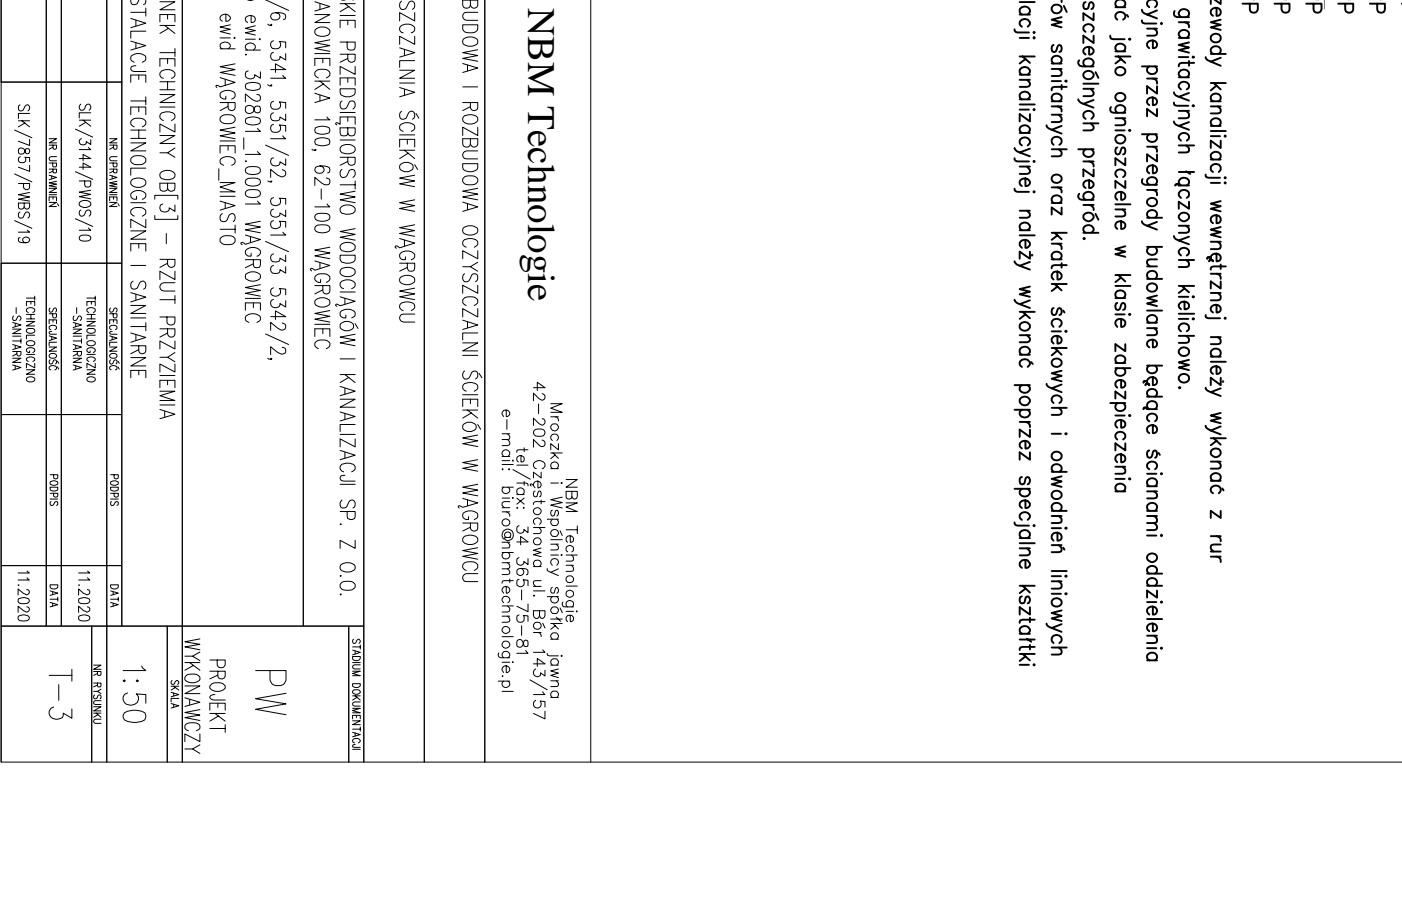 P
P
P
P
P
zewody kanalizacji wewnętrznej należy wykonać z rur
grawitacyjnych łączonych kielichowo.
cyjne przez przegrody budowlane będące ścianami oddzielenia
ać jako ognioszczelne w klasie zabezpieczenia
szczególnych przegród.
ów sanitarnych oraz kratek ściekowych i odwodnień liniowych
lacji kanalizacyjnej należy wykonać poprzez specjalne kształtki
NBM Technologie
NBM Technologie
Mroczka i Wspólnicy spółka jawna
42-202 Częstochowa ul. Bór 143/157
tel/fax: 34 365-75-81
e-mail: biuro@nbmtechnologie.pl
BUDOWA I ROZBUDOWA OCZYSZCZALNI ŚCIEKÓW W WĄGROWCU
SZCZALNIA ŚCIEKÓW W WĄGROWCU
KIE PRZEDSIĘBIORSTWO WODOCIĄGÓW I KANALIZACJI SP. Z O.O.
ANOWIECKA 100, 62-100 WĄGROWIEC
/6, 5341, 5351/32, 5351/33 5342/2,
ewid. 302801_1.0001 WĄGROWIEC
ewid WĄGROWIEC_MIASTO
STADIUM DOKUMENTACJI
PW
PROJEKT
WYKONAWCZY
NEK TECHNICZNY OB[3] - RZUT PRZYZIEMIA
STALACJE TECHNOLOGICZNE I SANITARNE
SKALA
1:50
NR UPRAWNIEŃ SPECJALNOŚĆ PODPIS DATA
SLK/3144/PWOS/10 TECHNOLOGICZNO
-SANITARNA 11.2020
NR RYSUNKU
T-3
NR UPRAWNIEŃ SPECJALNOŚĆ PODPIS DATA
SLK/7857/PWBS/19 TECHNOLOGICZNO
-SANITARNA 11.2020